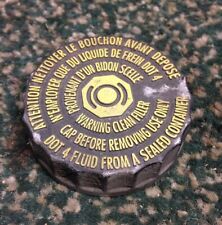 ATTENTION NETTOYER LE BOUCHON AVANT DEPOSE
N'EMPLOYER QUE DU LIQUIDE DE FREIN DOT 4
PROVENANT D'UN BIDON SCELLE
WARNING CLEAN FILLER
CAP BEFORE REMOVING USE ONLY
DOT 4 FLUID FROM A SEALED CONTAINER